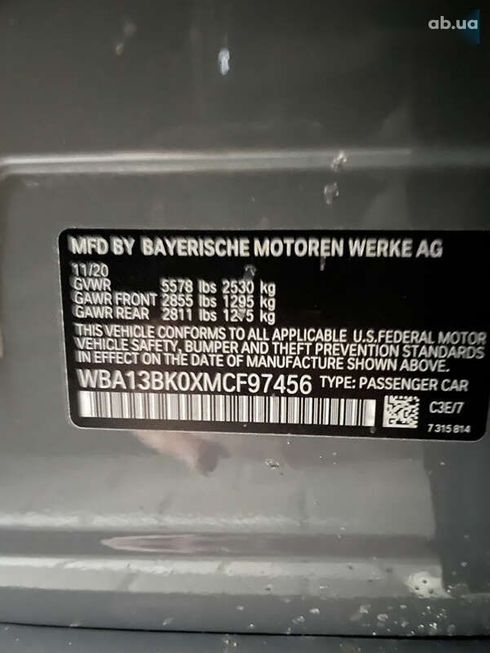 ab.ua
MFD BY BAYERISCHE MOTOREN WERKE AG
11/20
GVWR 5578 lbs 2530 kg
GAWR FRONT 2855 lbs 1295 kg
GAWR REAR 2811 lbs 1275 kg
THIS VEHICLE CONFORMS TO ALL APPLICABLE U.S.FEDERAL MOTOR
VEHICLE SAFETY, BUMPER AND THEFT PREVENTION STANDARDS
IN EFFECT ON THE DATE OF MANUFACTURE SHOWN ABOVE.
WBA13BK0XMCF97456 TYPE: PASSENGER CAR
C3E/7
7 315 814